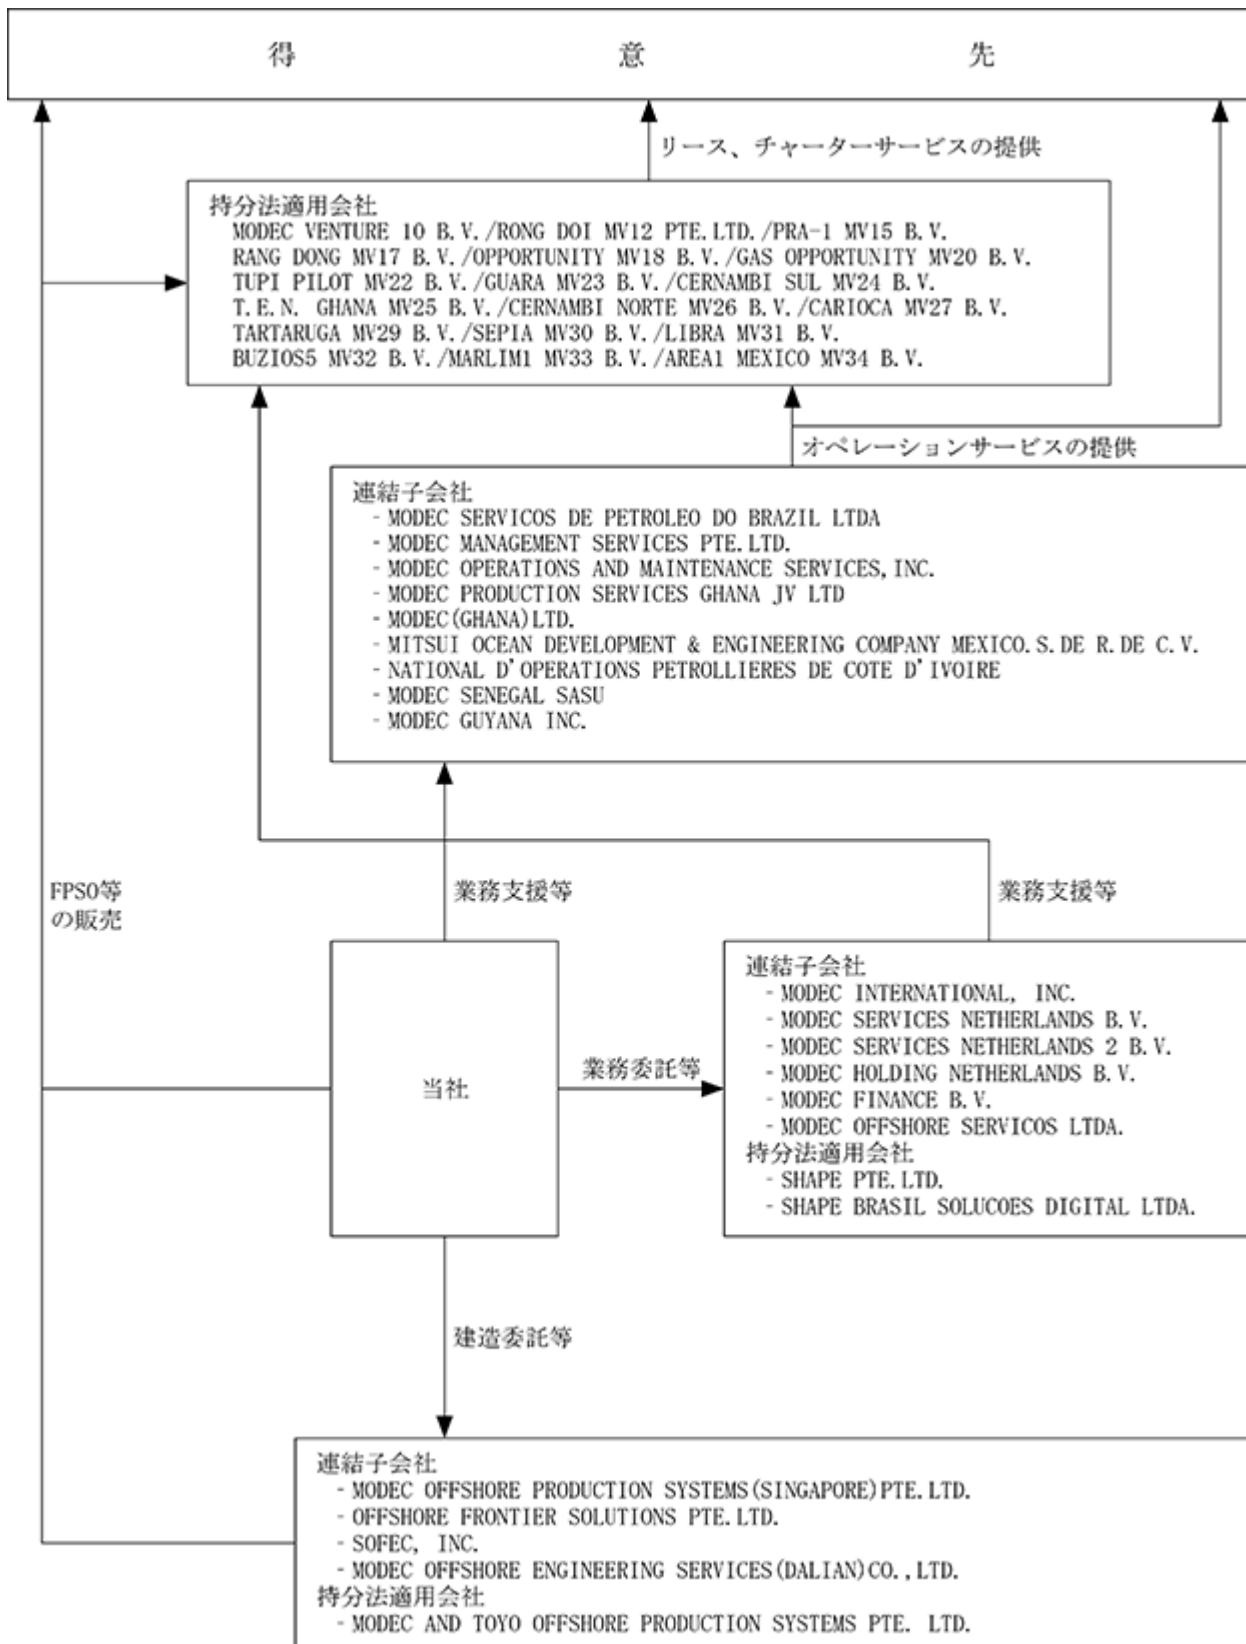 得意先
リース、チャーターサービスの提供
持分法適用会社
MODEC VENTURE 10 B.V./RONG DOI MV12 PTE.LTD./PRA-1 MV15 B.V.
RANG DONG MV17 B.V./OPPORTUNITY MV18 B.V./GAS OPPORTUNITY MV20 B.V.
TUPI PILOT MV22 B.V./GUARA MV23 B.V./CERNAMBI SUL MV24 B.V.
T.E.N. GHANA MV25 B.V./CERNAMBI NORTE MV26 B.V./CARIOCA MV27 B.V.
TARTARUGA MV29 B.V./SEPIA MV30 B.V./LIBRA MV31 B.V.
BUZIOS5 MV32 B.V./MARLIM1 MV33 B.V./AREA1 MEXICO MV34 B.V.
オペレーションサービスの提供
連結子会社
- MODEC SERVICOS DE PETROLEO DO BRAZIL LTDA
- MODEC MANAGEMENT SERVICES PTE.LTD.
- MODEC OPERATIONS AND MAINTENANCE SERVICES,INC.
- MODEC PRODUCTION SERVICES GHANA JV LTD
- MODEC(GHANA)LTD.
- MITSUI OCEAN DEVELOPMENT & ENGINEERING COMPANY MEXICO.S.DE R.DE C.V.
- NATIONAL D'OPERATIONS PETROLLIERES DE COTE D'IVOIRE
- MODEC SENEGAL SASU
- MODEC GUYANA INC.
FPSO等
の販売
業務支援等
業務支援等
当社
業務委託等
連結子会社
- MODEC INTERNATIONAL, INC.
- MODEC SERVICES NETHERLANDS B.V.
- MODEC SERVICES NETHERLANDS 2 B.V.
- MODEC HOLDING NETHERLANDS B.V.
- MODEC FINANCE B.V.
- MODEC OFFSHORE SERVICOS LTDA.
持分法適用会社
- SHAPE PTE.LTD.
- SHAPE BRASIL SOLUCOES DIGITAL LTDA.
建造委託等
連結子会社
- MODEC OFFSHORE PRODUCTION SYSTEMS(SINGAPORE)PTE.LTD.
- OFFSHORE FRONTIER SOLUTIONS PTE.LTD.
- SOFEC, INC.
- MODEC OFFSHORE ENGINEERING SERVICES(DALIAN)CO.,LTD.
持分法適用会社
- MODEC AND TOYO OFFSHORE PRODUCTION SYSTEMS PTE. LTD.